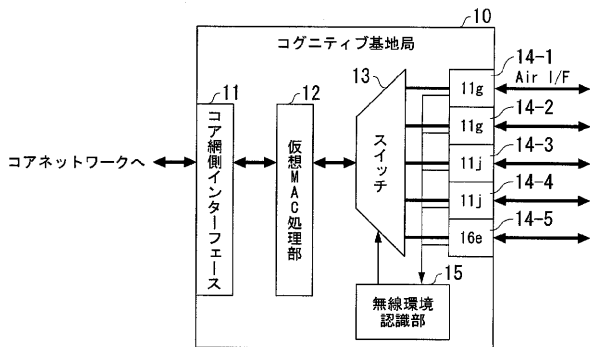 10
コグニティブ基地局
14-1
Air I/F
11
12
13
11g
14-2
11g
14-3
コアネットワークへ
コア網側インターフェース
仮想MAC処理部
スイッチ
11j
14-4
11j
14-5
16e
15
無線環境
認識部